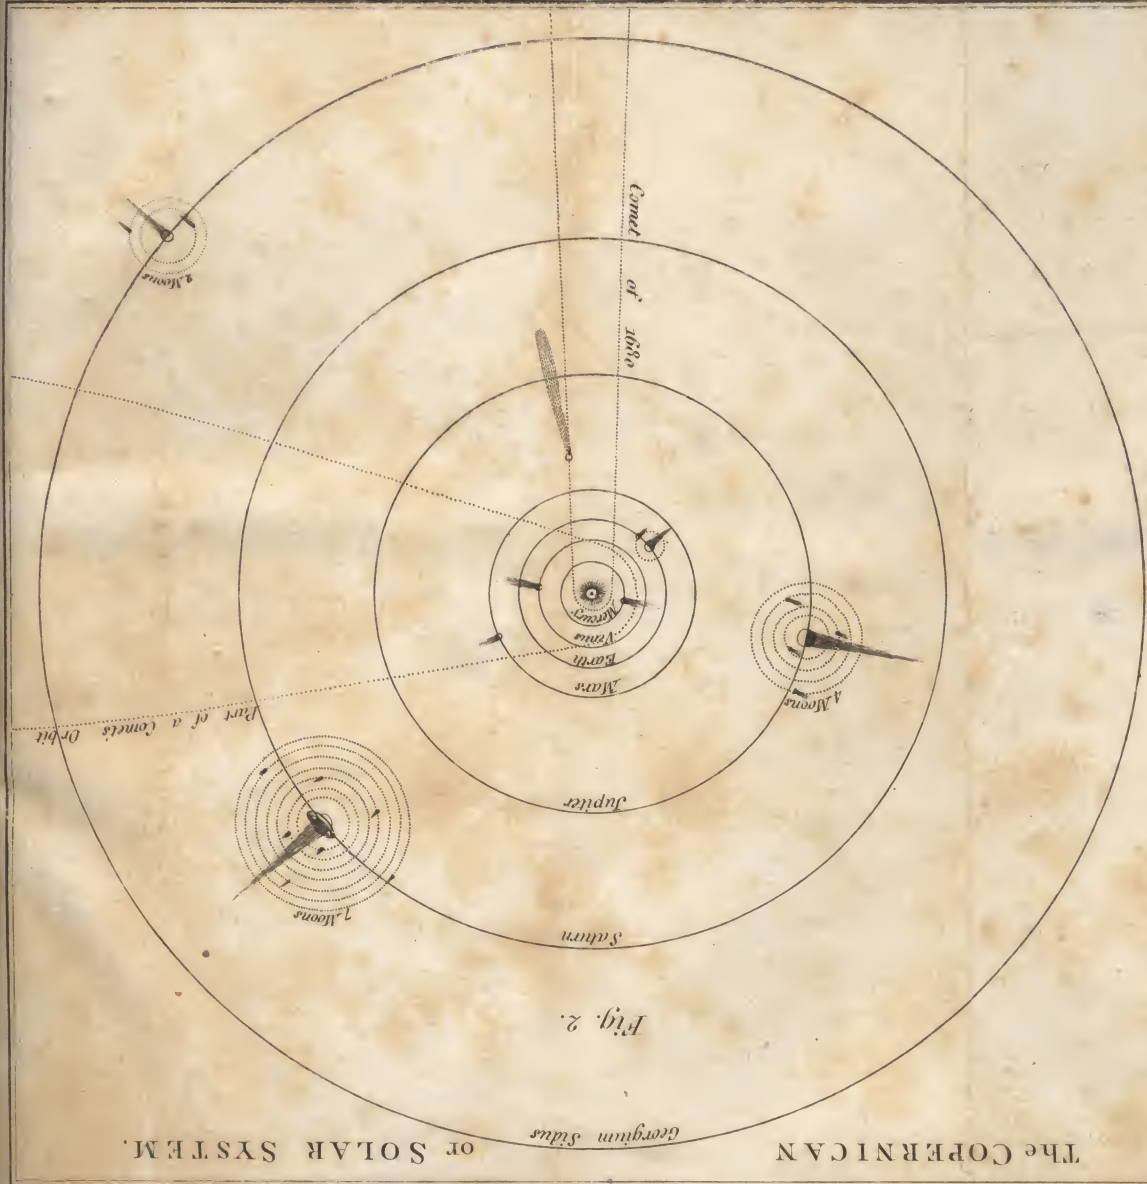 The COPERNICAN or SOLAR SYSTEM.
Georgium Sidus
Fig. 2.
Saturn
7 Moons
Jupiter
4 Moons
Part of a Comets Orbit
Mars
Earth
Venus
Mercury
Comet of 1680
2 Moons